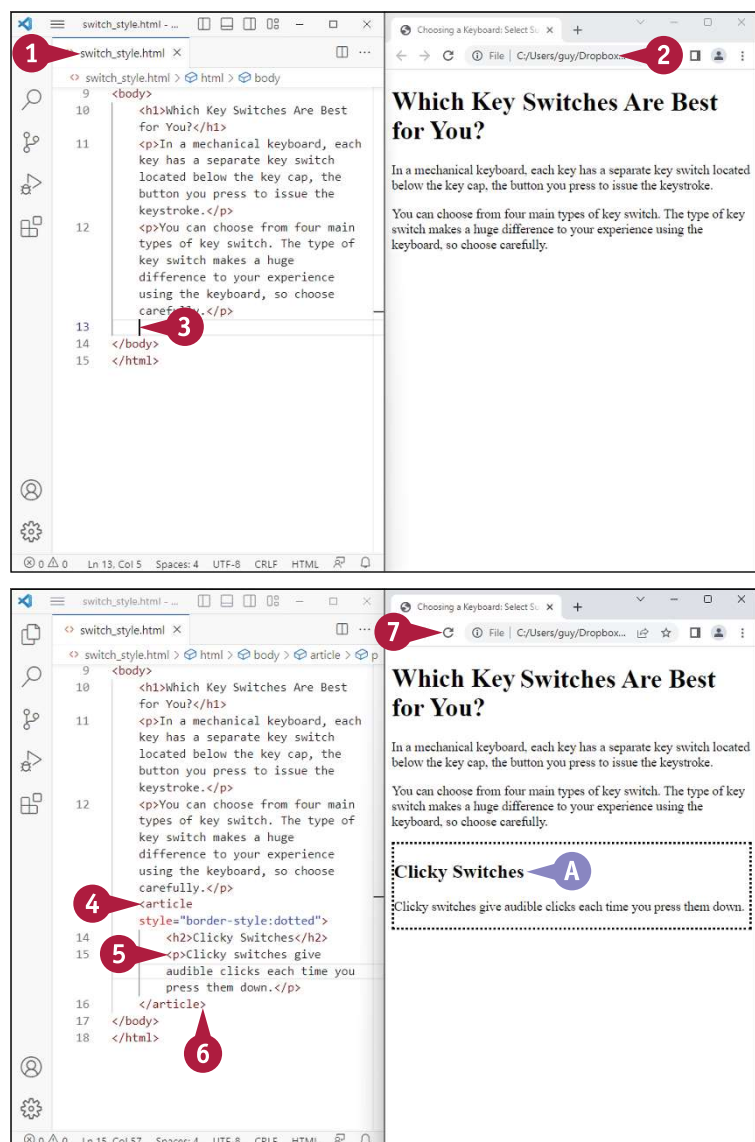 switch_style.html - ...
1
switch_style.html ×
switch_style.html > html > body
9 <body>
10 <h1>Which Key Switches Are Best
for You?</h1>
11 <p>In a mechanical keyboard, each
key has a separate key switch
located below the key cap, the
button you press to issue the
keystroke.</p>
12 <p>You can choose from four main
types of key switch. The type of
key switch makes a huge
difference to your experience
using the keyboard, so choose
carefully.</p>
13
3
14 </body>
15 </html>
0 0 Ln 13, Col 5 Spaces: 4 UTF-8 CRLF HTML
Choosing a Keyboard: Select S
File | C:/Users/guy/Dropbox...
2
Which Key Switches Are Best
for You?
In a mechanical keyboard, each key has a separate key switch located
below the key cap, the button you press to issue the keystroke.
You can choose from four main types of key switch. The type of key
switch makes a huge difference to your experience using the
keyboard, so choose carefully.
switch_style.html - ...
switch_style.html ×
switch_style.html > html > body > article > p
9 <body>
10 <h1>Which Key Switches Are Best
for You?</h1>
11 <p>In a mechanical keyboard, each
key has a separate key switch
located below the key cap, the
button you press to issue the
keystroke.</p>
12 <p>You can choose from four main
types of key switch. The type of
key switch makes a huge
difference to your experience
using the keyboard, so choose
carefully.</p>
4 <article
style="border-style:dotted">
14 <h2>Clicky Switches</h2>
15 5 <p>Clicky switches give
audible clicks each time you
press them down.</p>
16 </article>
17 </body>
6
18 </html>
0 0 Ln 15, Col 57 Spaces: 4 UTF-8 CRLF HTML
Choosing a Keyboard: Select S
7
File | C:/Users/guy/Dropbox...
Which Key Switches Are Best
for You?
In a mechanical keyboard, each key has a separate key switch located
below the key cap, the button you press to issue the keystroke.
You can choose from four main types of key switch. The type of key
switch makes a huge difference to your experience using the
keyboard, so choose carefully.
Clicky Switches A
Clicky switches give audible clicks each time you press them down.